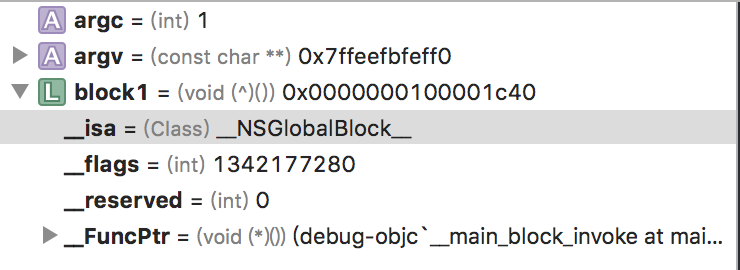 A argc = (int) 1
A argv = (const char **) 0x7ffeefbfeff0
L block1 = (void (^)()) 0x0000000100001c40
__isa = (Class) __NSGlobalBlock__
__flags = (int) 1342177280
__reserved = (int) 0
__FuncPtr = (void (*)()) (debug-objc`__main_block_invoke at mai...